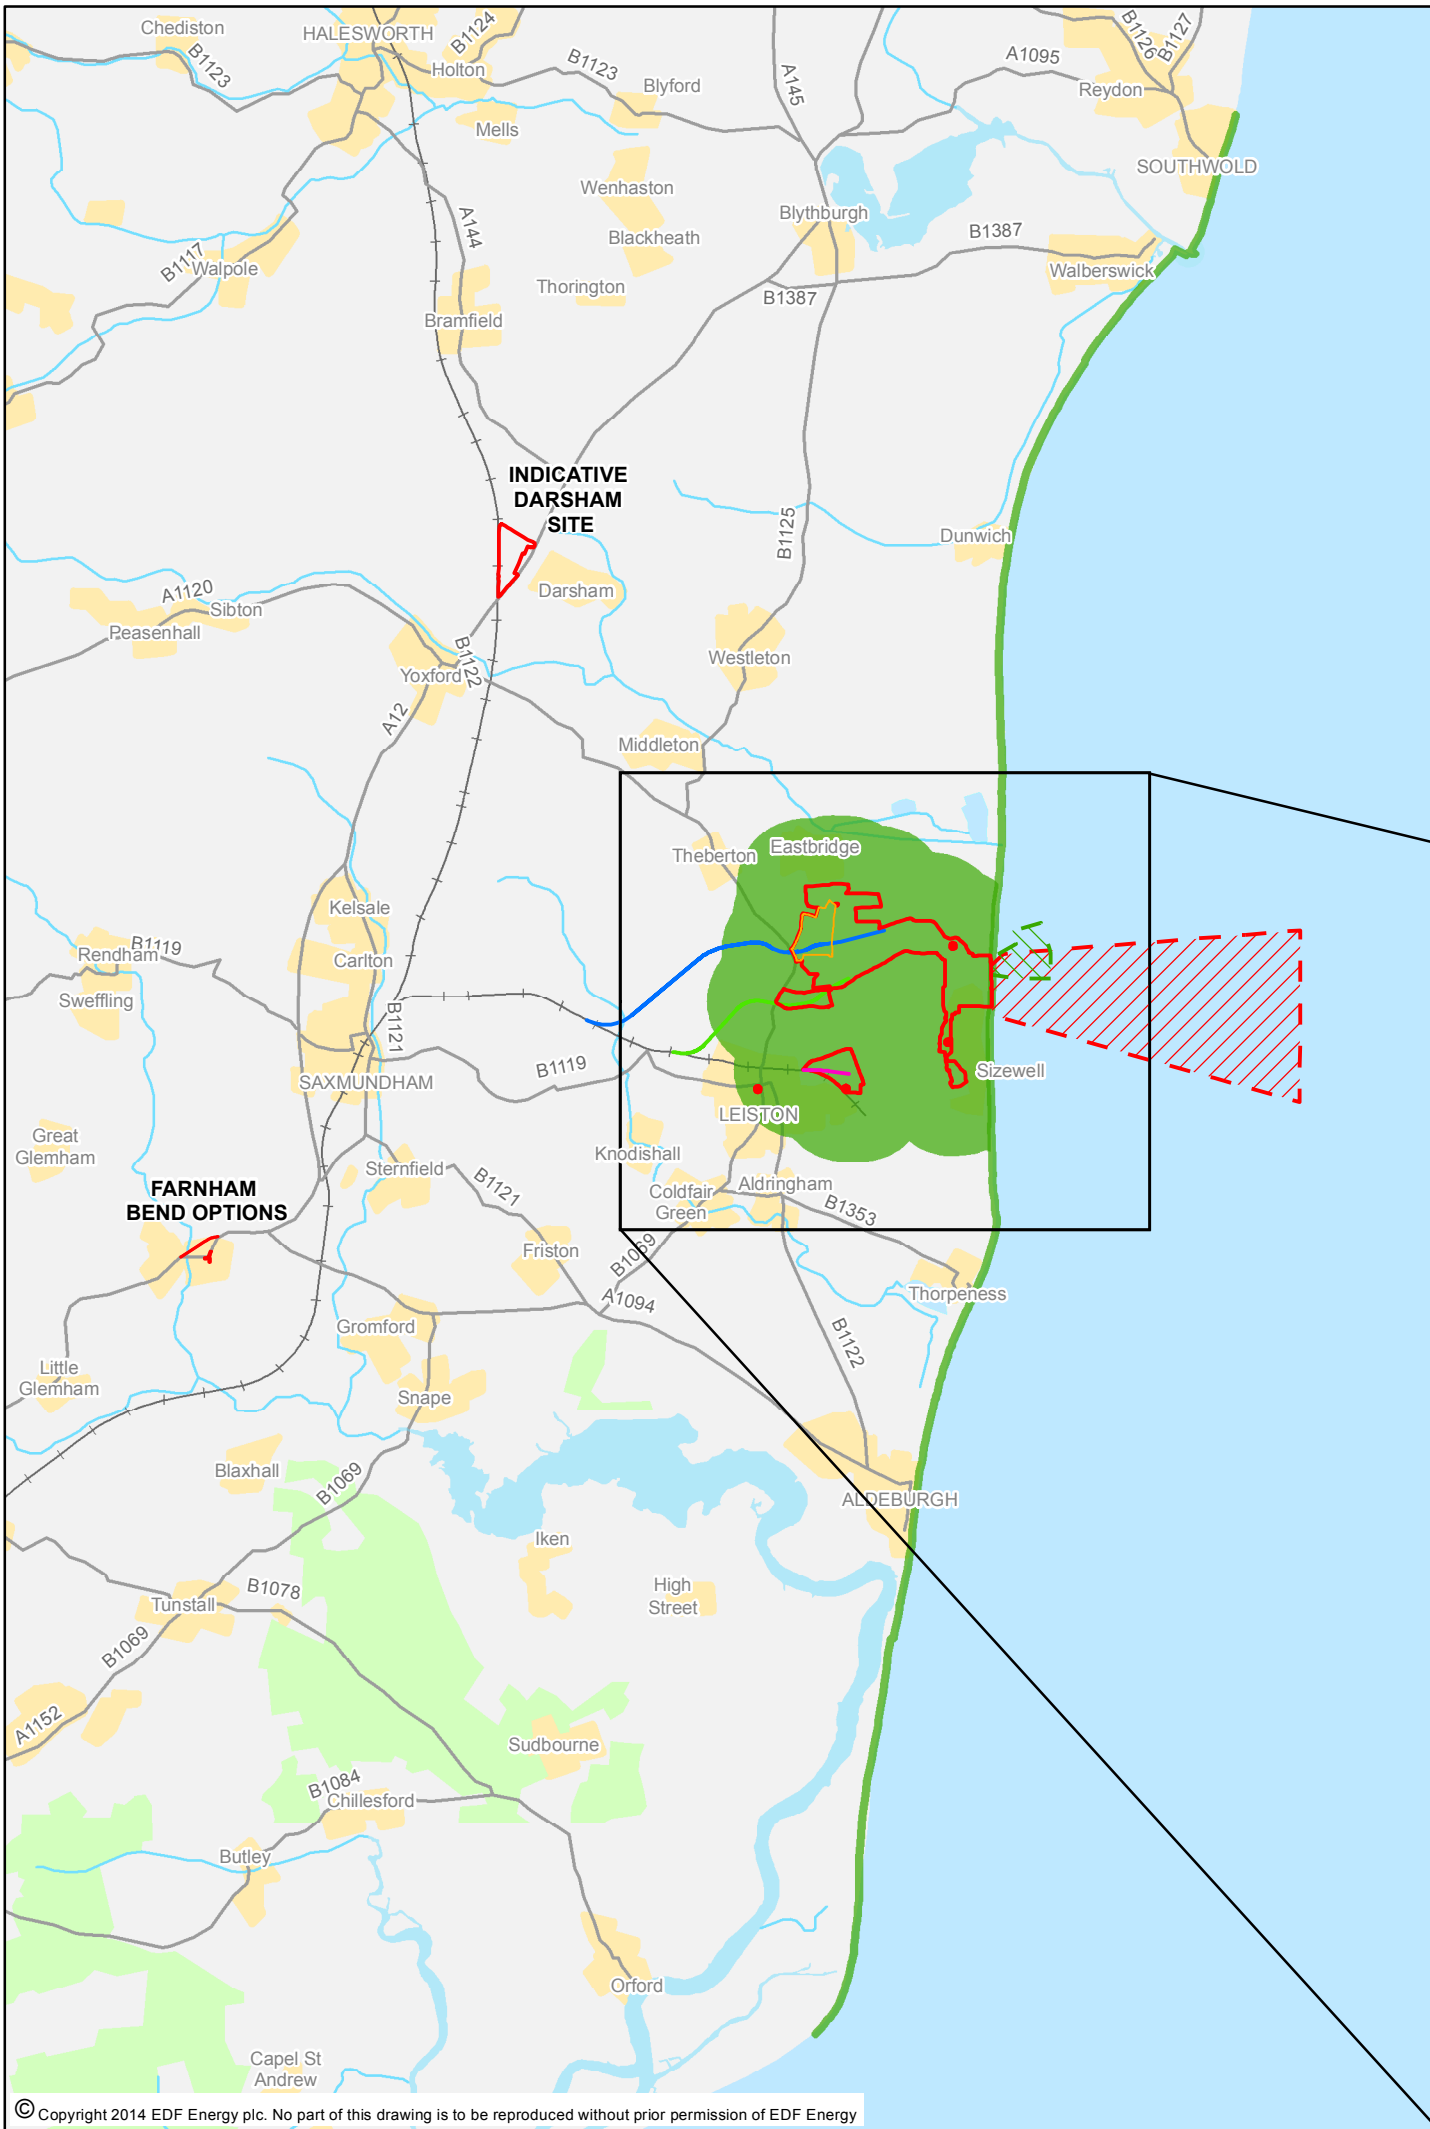 Chediston
HALESWORTH
B1124
B1123
Holton
B1123
Blyford
A145
A1095
B1126
B1127
Reydon
Mells
SOUTHWOLD
Wenhaston
Blythburgh
A144
Blackheath
B1387
B1117
Walpole
Walberswick
Thorington
B1387
Bramfield
INDICATIVE
DARSHAM
SITE
B1125
Dunwich
A1120
Sibton
Darsham
Peasenhall
Westleton
B1122
Yoxford
A12
Middleton
Theberton
Eastbridge
Kelsale
B1119
Rendham
Carlton
Sweffling
B1121
B1119
SAXMUNDHAM
Sizewell
LEISTON
Great
Glemham
Knodishall
Sternfield
B1121
Coldfair
Green
Aldringham
B1353
FARNHAM
BEND OPTIONS
Friston
B1069
A1094
Thorpeness
Gromford
B1122
Little
Glemham
Snape
Blaxhall
B1069
ALDEBURGH
Iken
High
Street
B1078
Tunstall
B1069
A1152
Sudbourne
B1084
Chillesford
Butley
Orford
Capel St
Andrew
© Copyright 2014 EDF Energy plc. No part of this drawing is to be reproduced without prior permission of EDF Energy